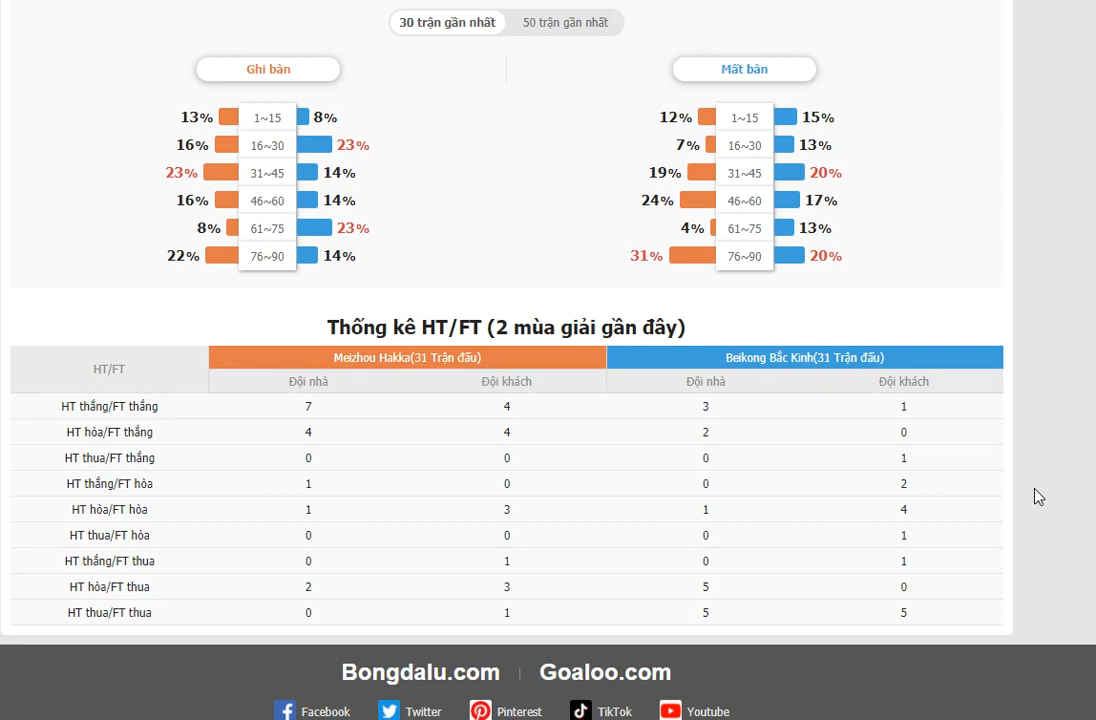 30 trận gần nhất 50 trận gần nhất
Ghi bàn Mất bàn
13% 1~15 8% 12% 1~15 15%
16% 16~30 23% 7% 16~30 13%
23% 31~45 14% 19% 31~45 20%
16% 46~60 14% 24% 46~60 17%
8% 61~75 23% 4% 61~75 13%
22% 76~90 14% 31% 76~90 20%
Thống kê HT/FT (2 mùa giải gần đây)
HT/FT Meizhou Hakka(31 Trận đấu) Beikong Bắc Kinh(31 Trận đấu)
Đội nhà Đội khách Đội nhà Đội khách
HT thắng/FT thắng 7 4 3 1
HT hòa/FT thắng 4 4 2 0
HT thua/FT thắng 0 0 0 1
HT thắng/FT hòa 1 0 0 2
HT hòa/FT hòa 1 3 1 4
HT thua/FT hòa 0 0 0 1
HT thắng/FT thua 0 1 0 1
HT hòa/FT thua 2 3 5 0
HT thua/FT thua 0 1 5 5
Bongdalu.com | Goaloo.com
Facebook Twitter Pinterest TikTok Youtube